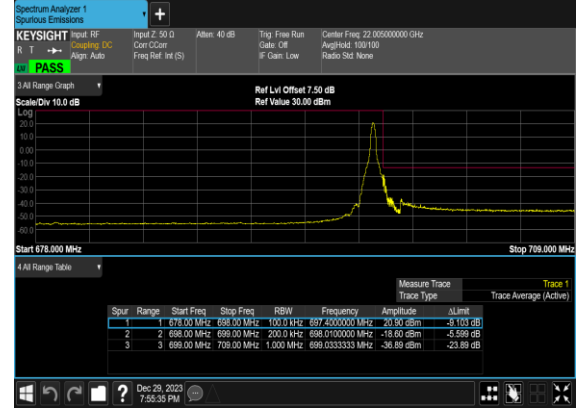 Spectrum Analyzer 1
Spurious Emissions
+
KEYSIGHT Input: RF Input Z: 50 Ω Atten: 40 dB Trig: Free Run Center Freq: 22.005000000 GHz
R T Coupling: DC Corr CCorr Gate: Off Avg|Hold: 100/100
Align: Auto Freq Ref: Int (S) IF Gain: Low Radio Std: None
LXI PASS
3 All Range Graph
Ref Lvl Offset 7.50 dB
Scale/Div 10.0 dB Ref Value 30.00 dBm
Log
20.0
10.0
0.00
-10.0
-20.0
-30.0
-40.0
-50.0
-60.0
Start 678.000 MHz Stop 709.000 MHz
4 All Range Table
Measure Trace Trace 1
Trace Type Trace Average (Active)
Spur Range Start Freq Stop Freq RBW Frequency Amplitude ΔLimit
1 1 678.00 MHz 698.00 MHz 100.0 kHz 697.4000000 MHz 20.90 dBm -9.103 dB
2 2 698.00 MHz 699.00 MHz 200.0 kHz 698.0100000 MHz -18.60 dBm -5.599 dB
3 3 699.00 MHz 709.00 MHz 1.000 MHz 699.0333333 MHz -36.89 dBm -23.89 dB
? Dec 29, 2023
7:55:35 PM